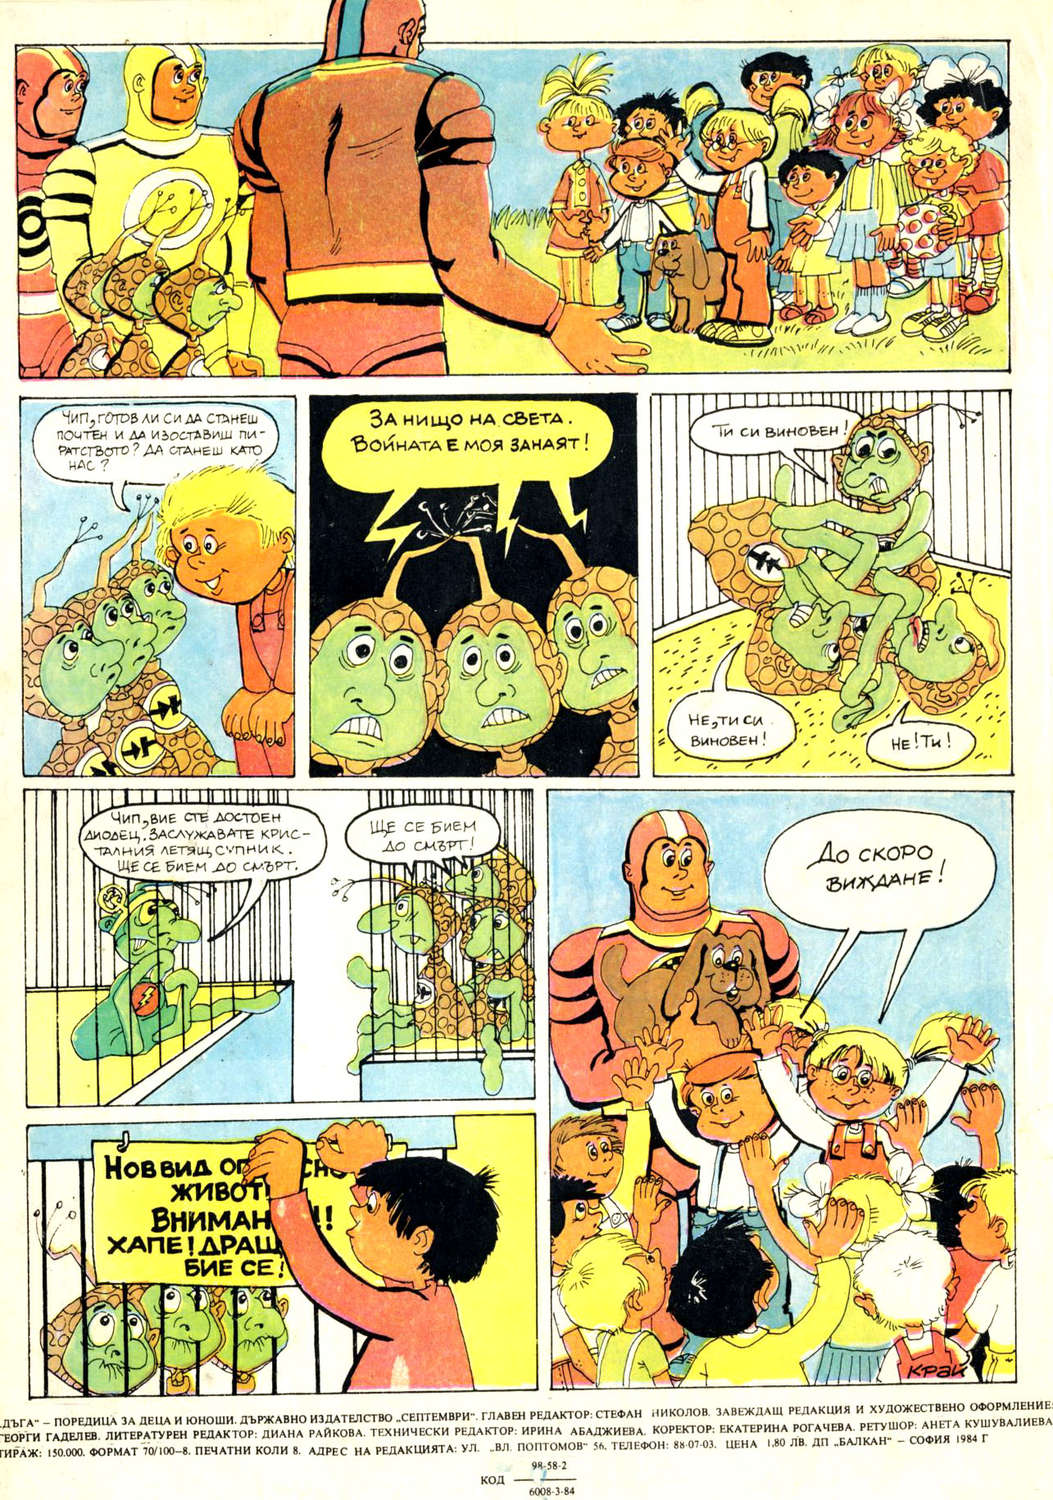 ЧИП, ГОТОВ ЛИ СИ ДА СТАНЕШ
ПОЧТЕН И ДА ИЗОСТАВИШ ПИ-
РАТСТВОТО? ДА СТАНЕШ КАТО
НАС?
ЗА НИЩО НА СВЕТА.
ВОЙНАТА Е МОЯ ЗАНАЯТ!
ТИ СИ ВИНОВЕН!
НЕ, ТИ СИ
ВИНОВЕН!
НЕ! ТИ!
ЧИП, ВИЕ СТЕ ДОСТОЕН
ДИОДЕЦ. ЗАСЛУЖАВАТЕ КРИС-
ТАЛНИЯ ЛЕТЯЩ СУПНИК.
ЩЕ СЕ БИЕМ ДО СМЪРТ.
ЩЕ СЕ БИЕМ
ДО СМЪРТ!
ДО СКОРО
ВИЖДАНЕ!
НОВ ВИД ОП СНО
ЖИВОТ
ВНИМАН !!
ХАПЕ! ДРАЩ
БИЕ СЕ!
КРАЙ
„ДЪГА“ – ПОРЕДИЦА ЗА ДЕЦА И ЮНОШИ. ДЪРЖАВНО ИЗДАТЕЛСТВО „СЕПТЕМВРИ“. ГЛАВЕН РЕДАКТОР: СТЕФАН НИКОЛОВ. ЗАВЕЖДАЩ РЕДАКЦИЯ И ХУДОЖЕСТВЕНО ОФОРМЛЕНИЕ:
ГЕОРГИ ГАДЕЛЕВ. ЛИТЕРАТУРЕН РЕДАКТОР: ДИАНА РАЙКОВА. ТЕХНИЧЕСКИ РЕДАКТОР: ИРИНА АБАДЖИЕВА. КОРЕКТОР: ЕКАТЕРИНА РОГАЧЕВА. РЕТУШОР: АНЕТА КУШУВАЛИЕВА.
ТИРАЖ: 150.000. ФОРМАТ 70/100–8. ПЕЧАТНИ КОЛИ 8. АДРЕС НА РЕДАКЦИЯТА: УЛ. „ВЛ. ПОПТОМОВ“ 56. ТЕЛЕФОН: 88-07-03. ЦЕНА 1,80 ЛВ. ДП „БАЛКАН“ – СОФИЯ 1984 Г
98-58-2
КОД
6008-3-84